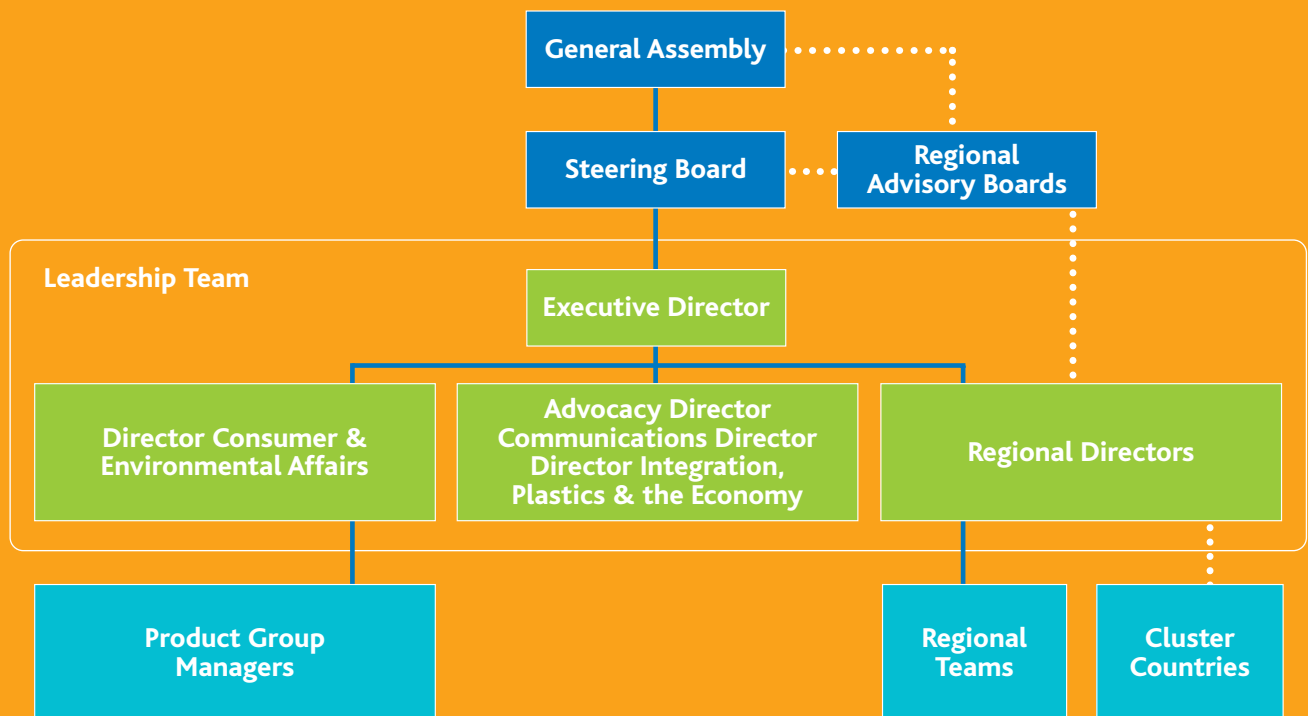 General Assembly
Steering Board
Regional
Advisory Boards
Leadership Team
Executive Director
Director Consumer &
Environmental Affairs
Advocacy Director
Communications Director
Director Integration,
Plastics & the Economy
Regional Directors
Product Group
Managers
Regional
Teams
Cluster
Countries